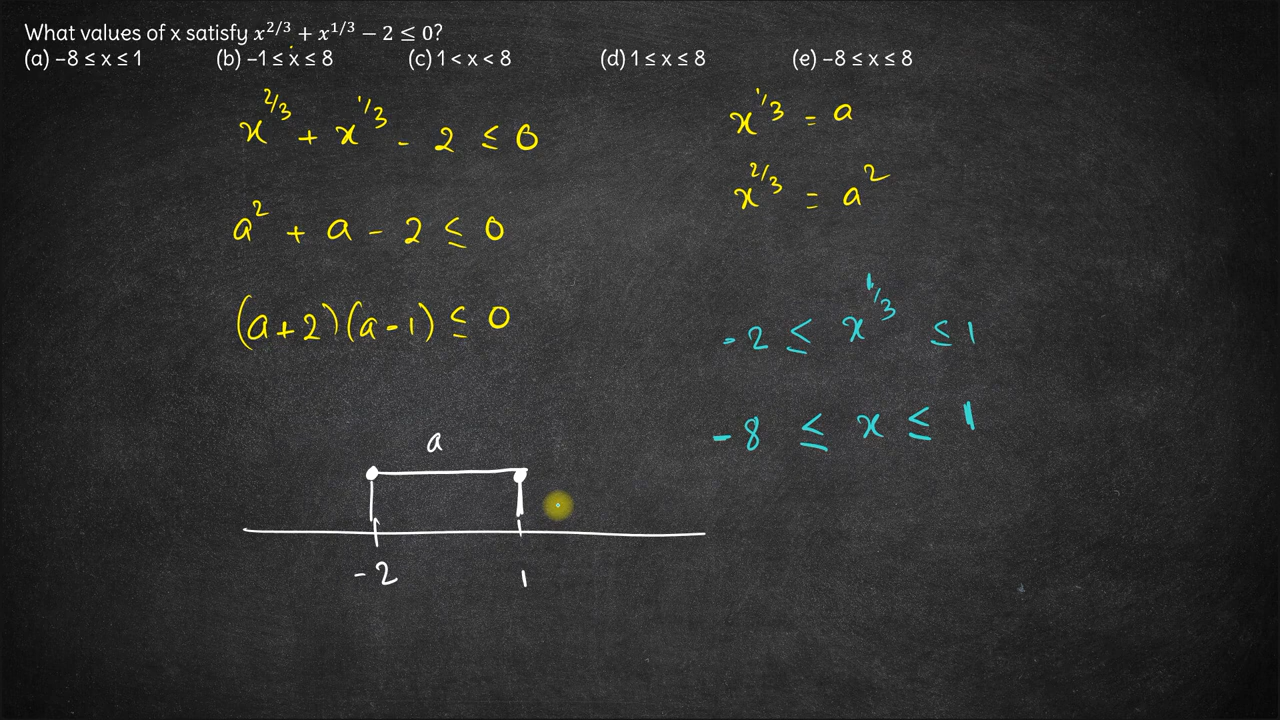 What values of x satisfy x^{2/3} + x^{1/3} − 2 ≤ 0?
(a) −8 ≤ x ≤ 1 (b) −1 ≤ x ≤ 8 (c) 1 < x < 8 (d) 1 ≤ x ≤ 8 (e) −8 ≤ x ≤ 8
x^{2/3} + x^{1/3} - 2 ≤ 0
a^2 + a - 2 ≤ 0
(a+2)(a-1) ≤ 0
a
-2 1
x^{1/3} = a
x^{2/3} = a^2
-2 ≤ x^{1/3} ≤ 1
-8 ≤ x ≤ 1